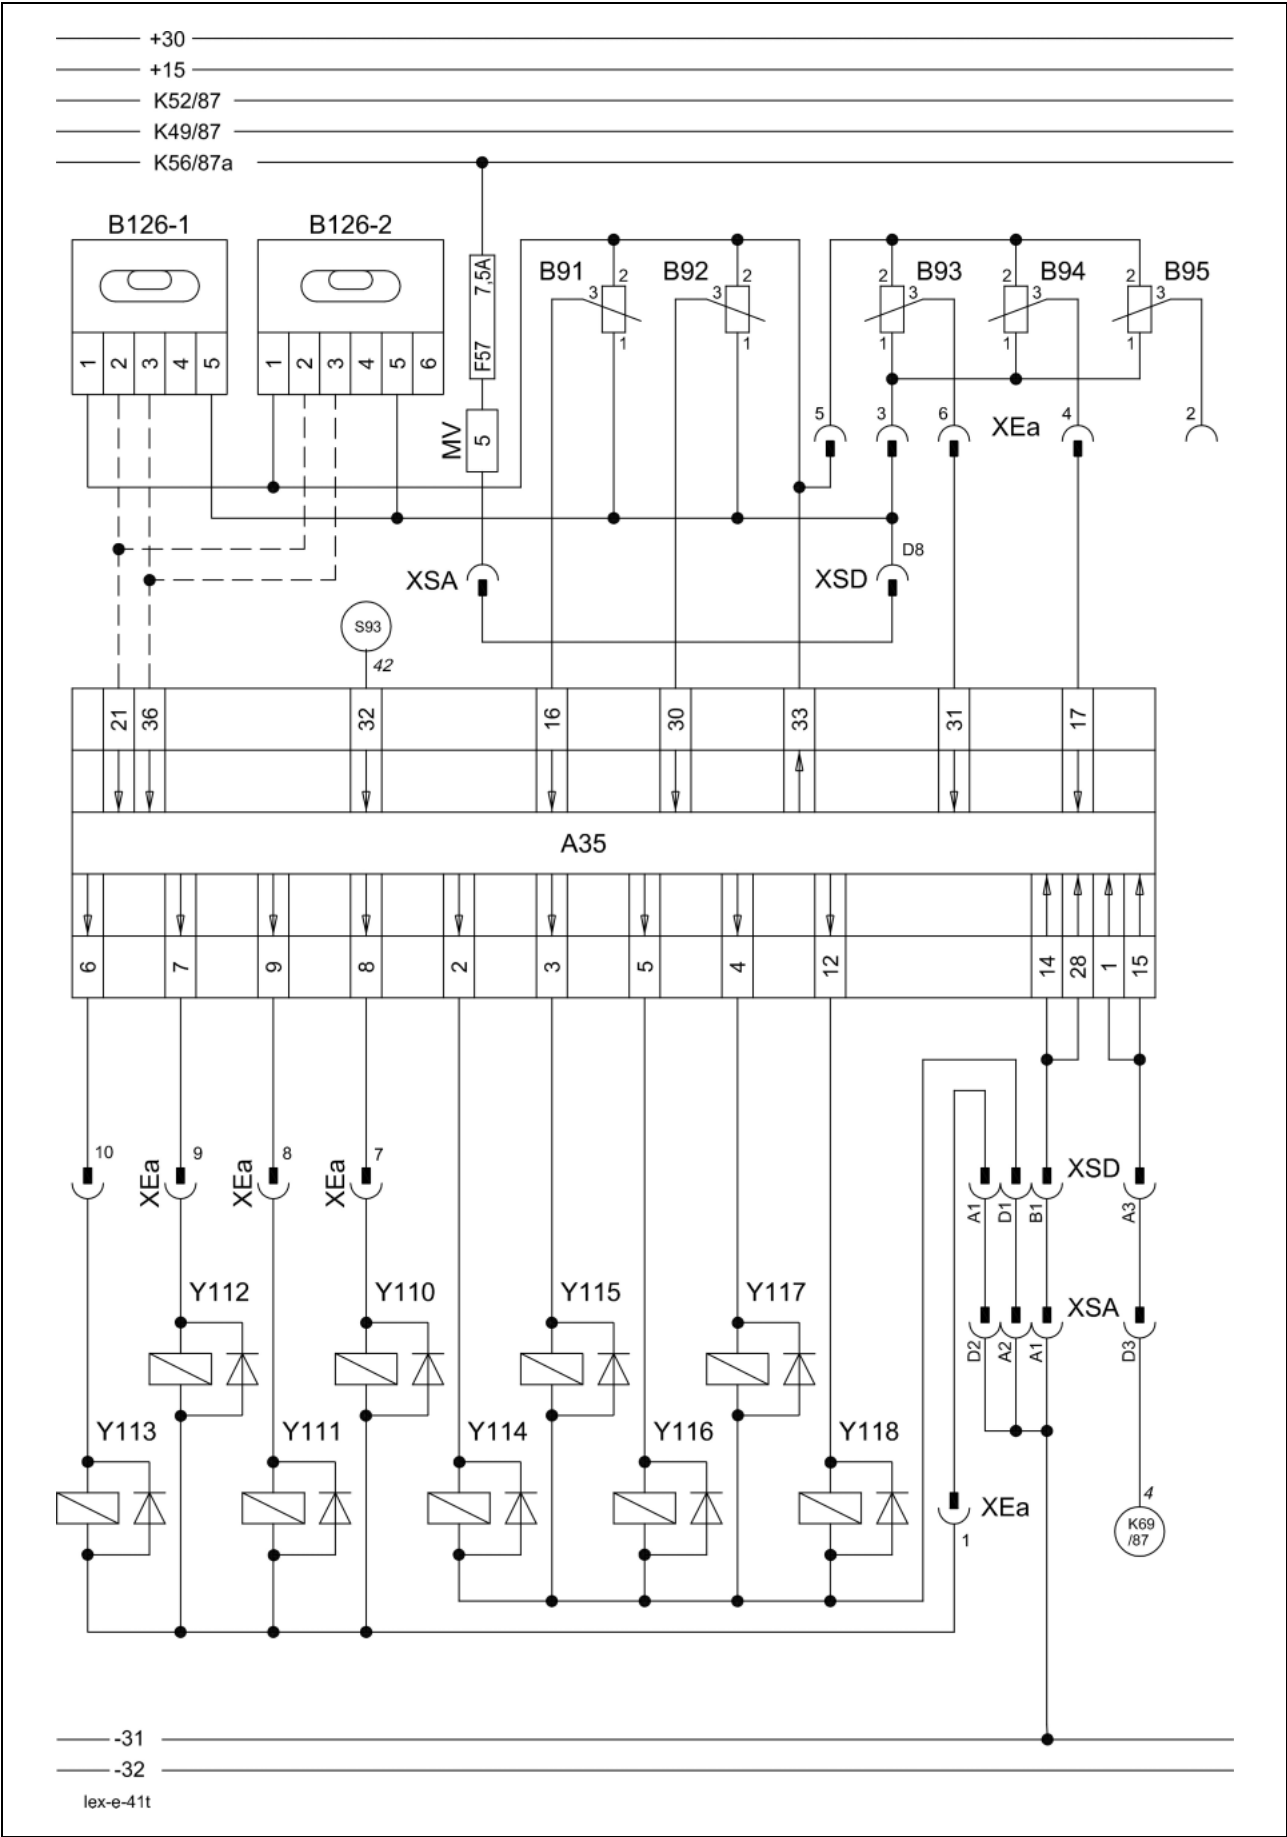 +30
+15
K52/87
K49/87
K56/87a
B126-1
B126-2
7,5A
F57
B91
B92
B93
B94
B95
2
2
2
2
2
3
3
3
3
3
1
1
1
1
1
1
2
3
4
5
1
2
3
4
5
6
MV
5
5
3
6
XEa
4
2
D8
XSA
XSD
S93
42
21
36
32
16
30
33
31
17
A35
6
7
9
8
2
3
5
4
12
14
28
1
15
10
XEa
9
XEa
8
XEa
7
XSD
A1
D1
B1
A3
Y112
Y110
Y115
Y117
XSA
D2
A2
A1
D3
Y113
Y111
Y114
Y116
Y118
XEa
1
4
K69
/87
-31
-32
lex-e-41t